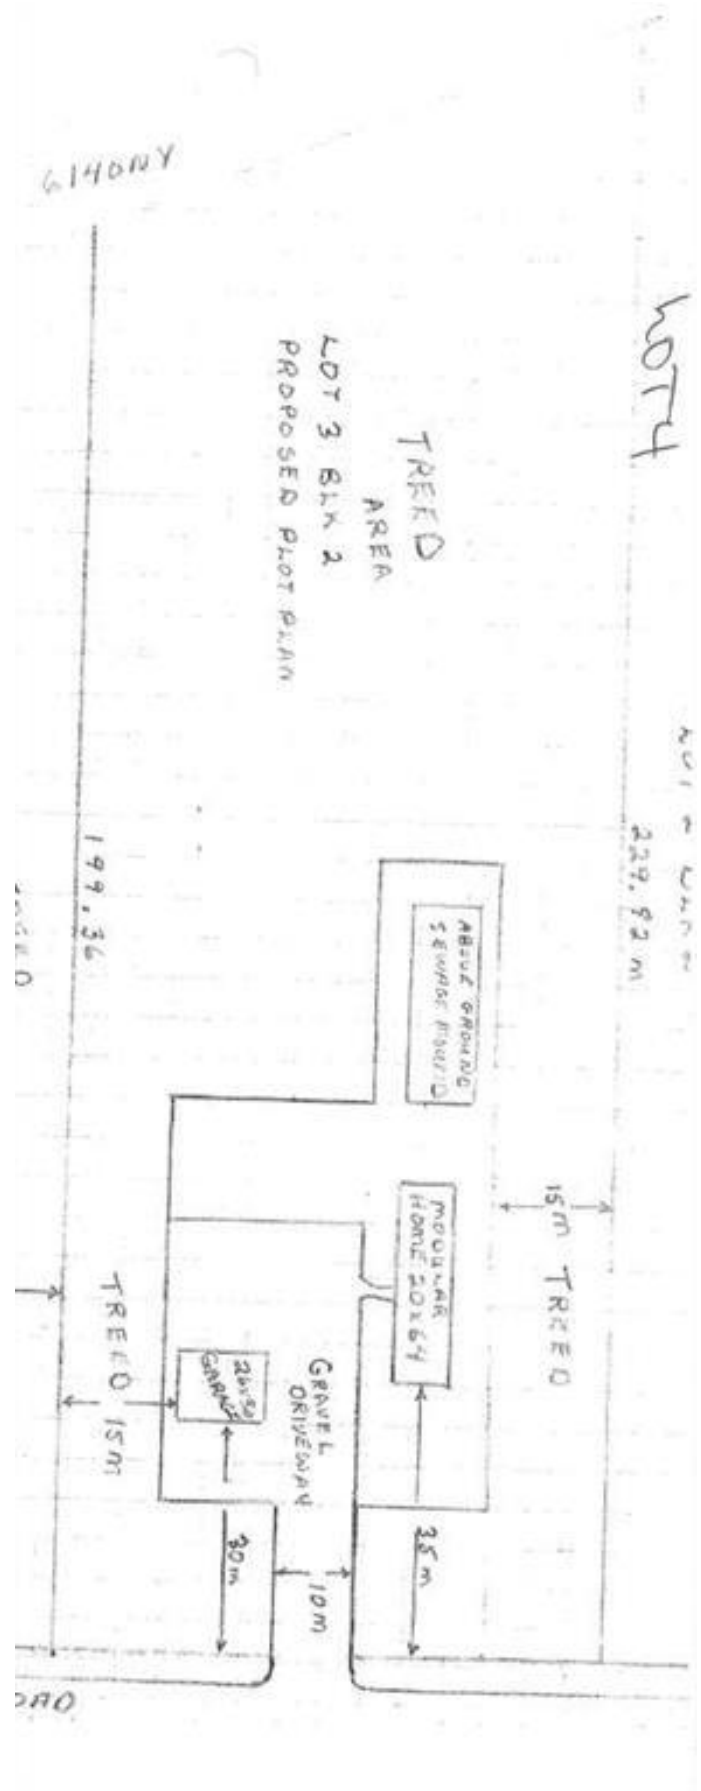 LOT 4
229.92 m
TREED
AREA
LOT 3 BLK 2
PROPOSED PLOT PLAN
199.36
ABOVE GROUND
SEWAGE MOUND
15m TREED
MODULAR
HOME 20x64
TREED 15m
GARAGE
GRAVEL
DRIVEWAY
35m
30m
10m